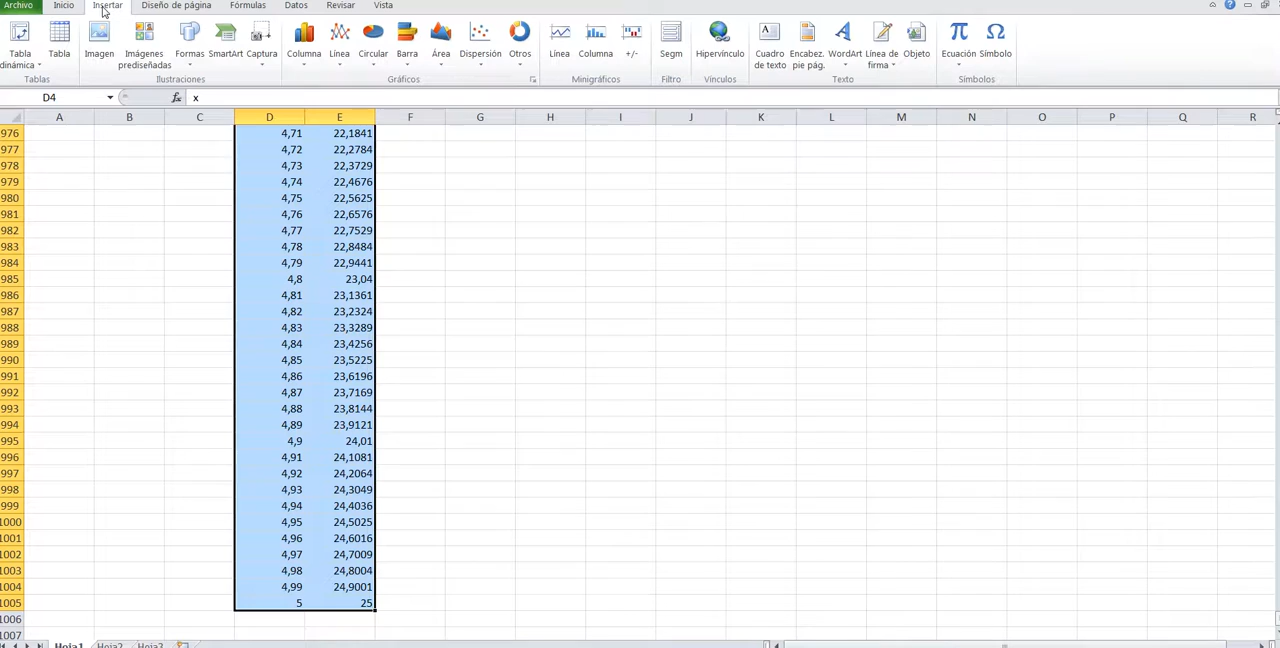 Archivo Inicio Insertar Diseño de página Fórmulas Datos Revisar Vista
Tabla dinámica Tabla Imagen Imágenes prediseñadas Formas SmartArt Captura Columna Línea Circular Barra Área Dispersión Otros Línea Columna +/- Segm Hipervínculo Cuadro de texto Encabez. pie pág. WordArt Línea de firma Objeto Ecuación Símbolo
Tablas Ilustraciones Gráficos Minigráficos Filtro Vínculos Texto Símbolos
D4 fx x
A B C D E F G H I J K L M N O P Q R
976 4,71 22,1841
977 4,72 22,2784
978 4,73 22,3729
979 4,74 22,4676
980 4,75 22,5625
981 4,76 22,6576
982 4,77 22,7529
983 4,78 22,8484
984 4,79 22,9441
985 4,8 23,04
986 4,81 23,1361
987 4,82 23,2324
988 4,83 23,3289
989 4,84 23,4256
990 4,85 23,5225
991 4,86 23,6196
992 4,87 23,7169
993 4,88 23,8144
994 4,89 23,9121
995 4,9 24,01
996 4,91 24,1081
997 4,92 24,2064
998 4,93 24,3049
999 4,94 24,4036
1000 4,95 24,5025
1001 4,96 24,6016
1002 4,97 24,7009
1003 4,98 24,8004
1004 4,99 24,9001
1005 5 25
1006
1007
Hoja1 Hoja2 Hoja3